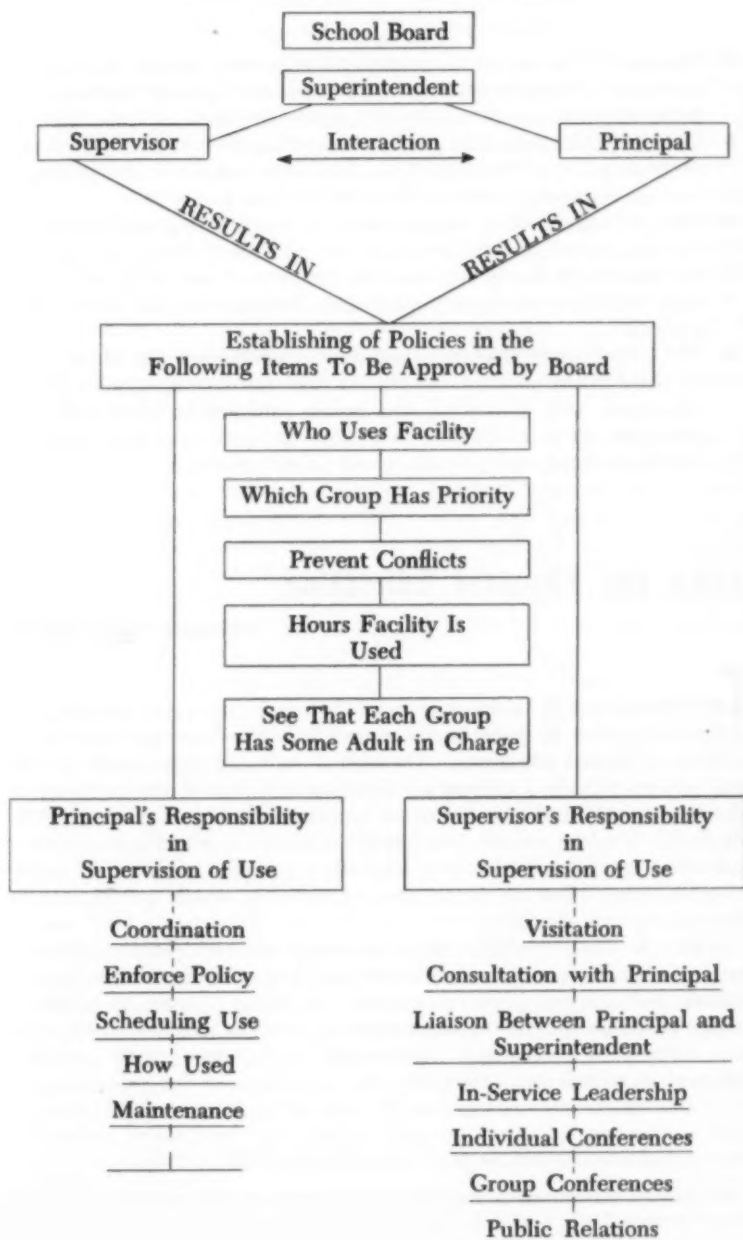 School Board
Superintendent
Supervisor
Interaction
Principal
RESULTS IN
RESULTS IN
Establishing of Policies in the
Following Items To Be Approved by Board
Who Uses Facility
Which Group Has Priority
Prevent Conflicts
Hours Facility Is
Used
See That Each Group
Has Some Adult in Charge
Principal's Responsibility
in
Supervision of Use
Coordination
Enforce Policy
Scheduling Use
How Used
Maintenance
Supervisor's Responsibility
in
Supervision of Use
Visitation
Consultation with Principal
Liaison Between Principal and
Superintendent
In-Service Leadership
Individual Conferences
Group Conferences
Public Relations